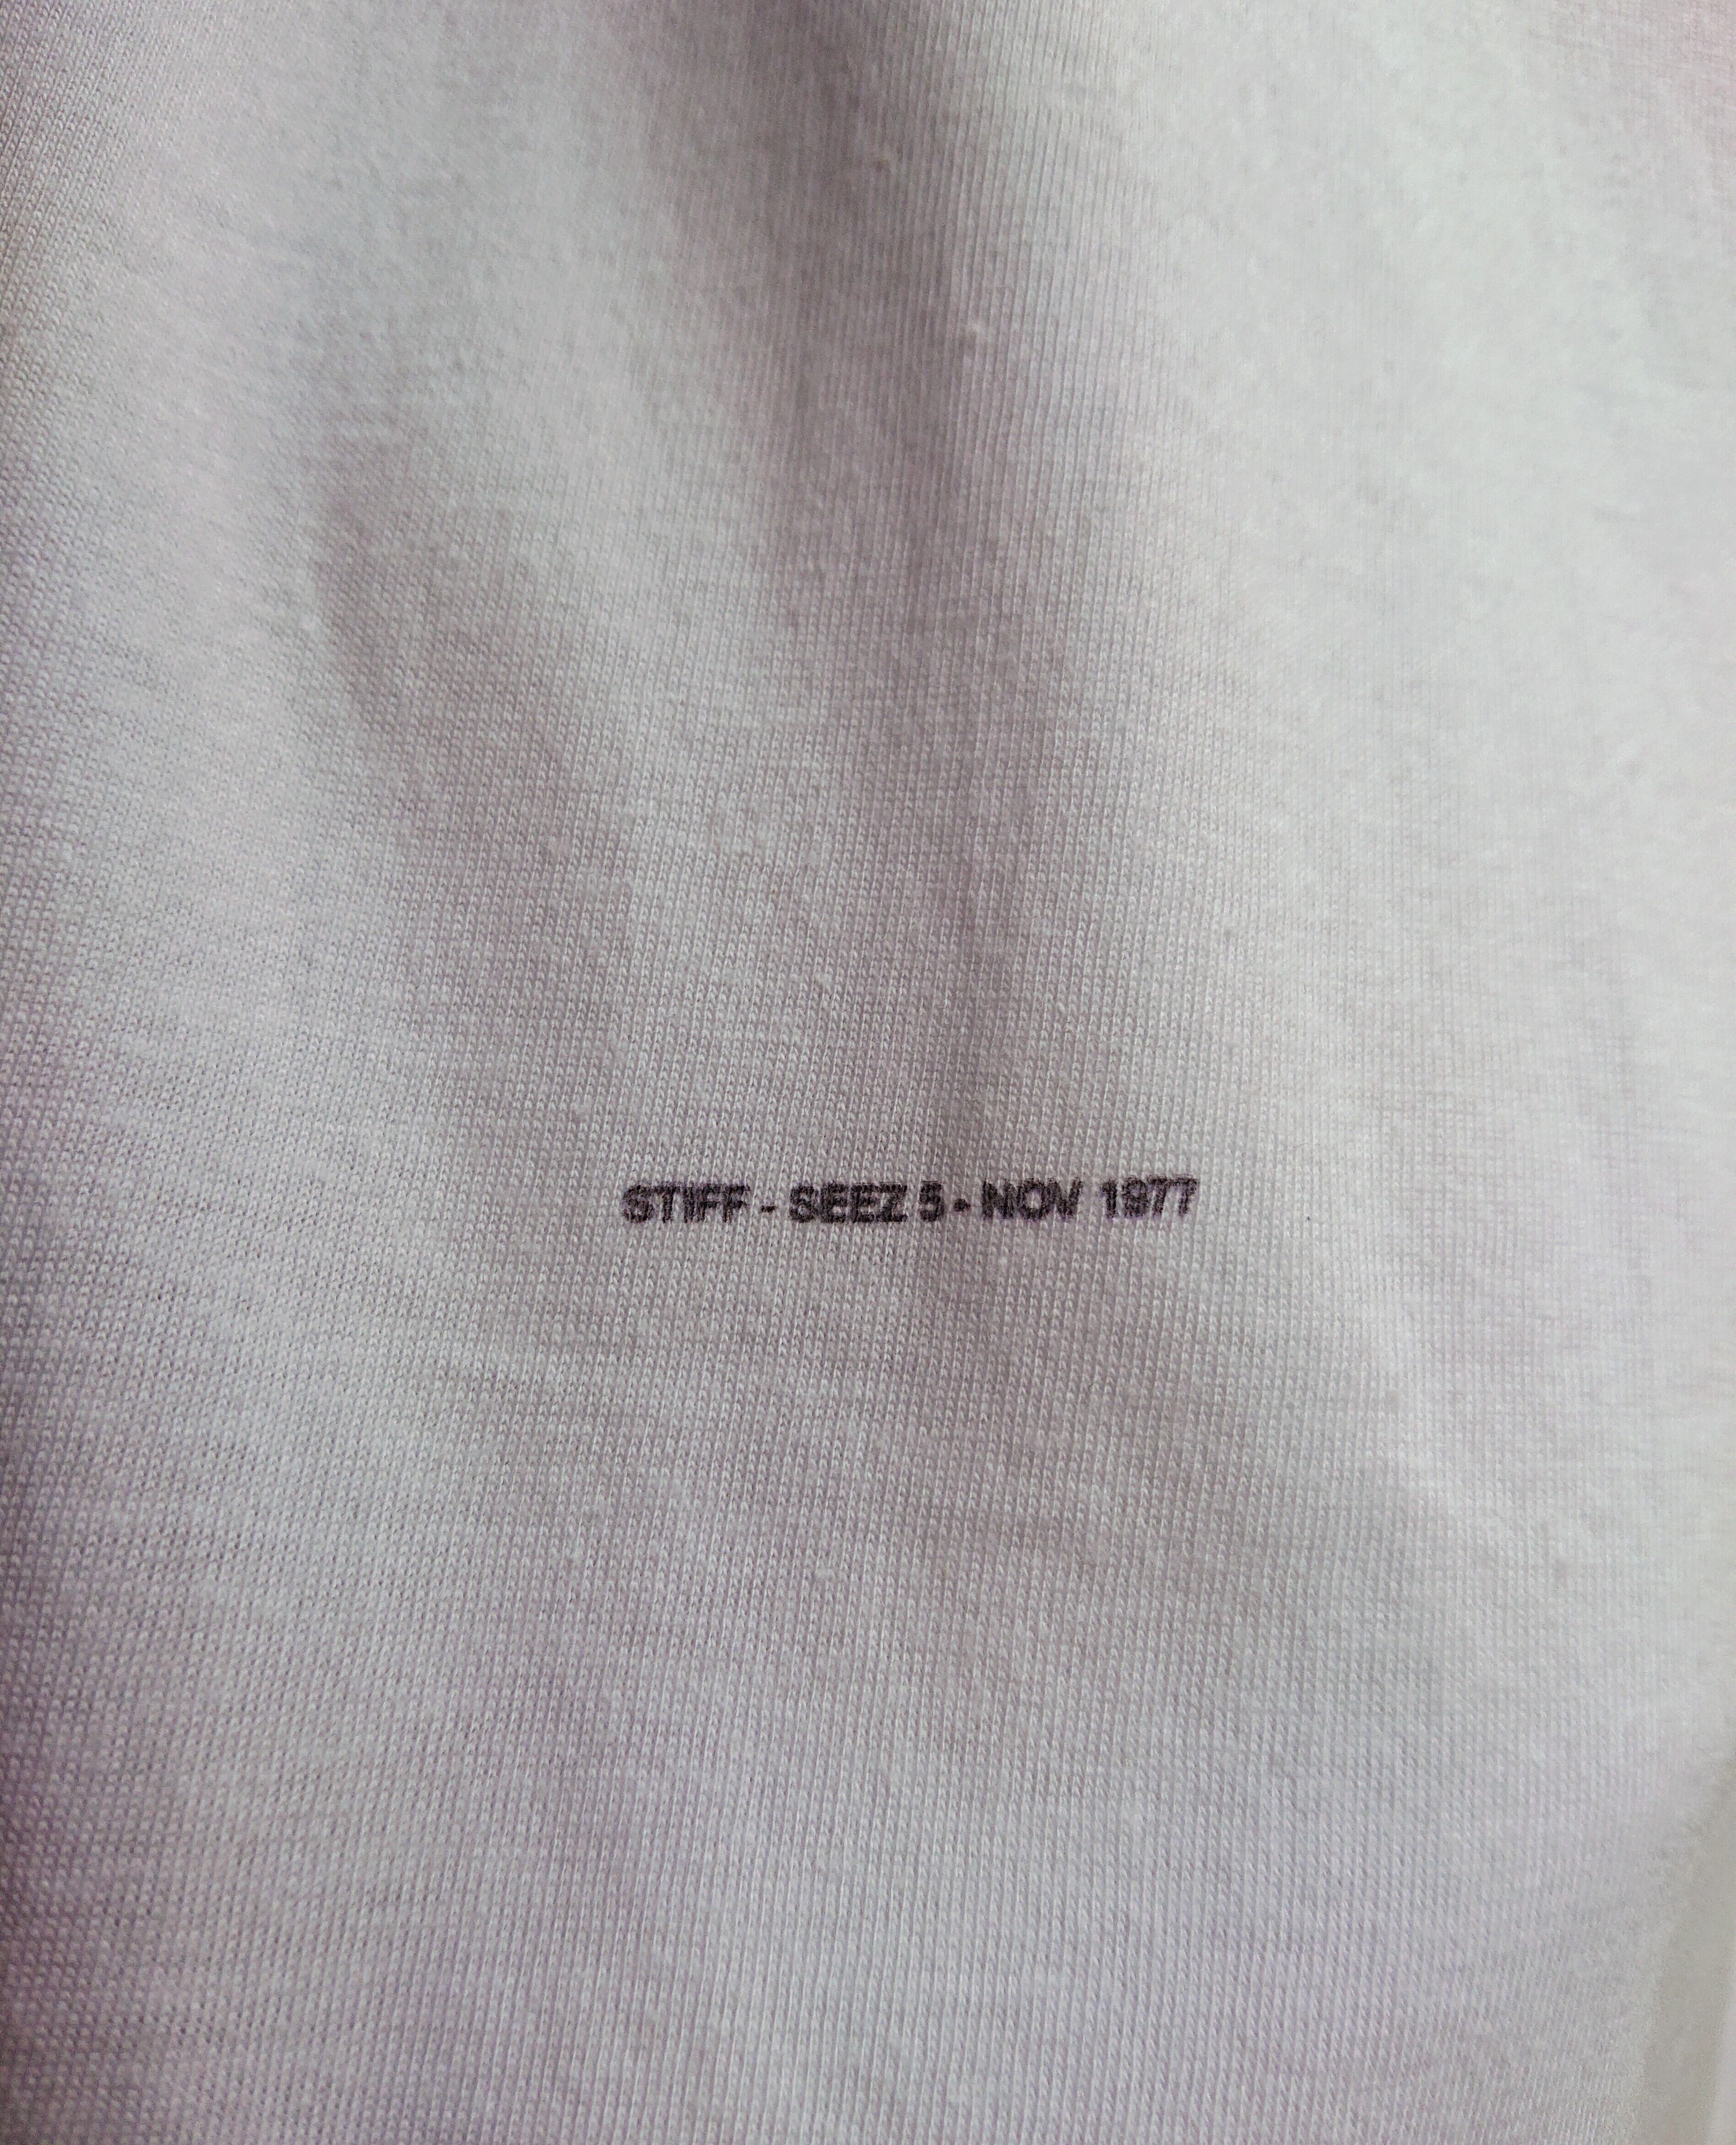 STIFF - SEEZ 5 - NOV 1977